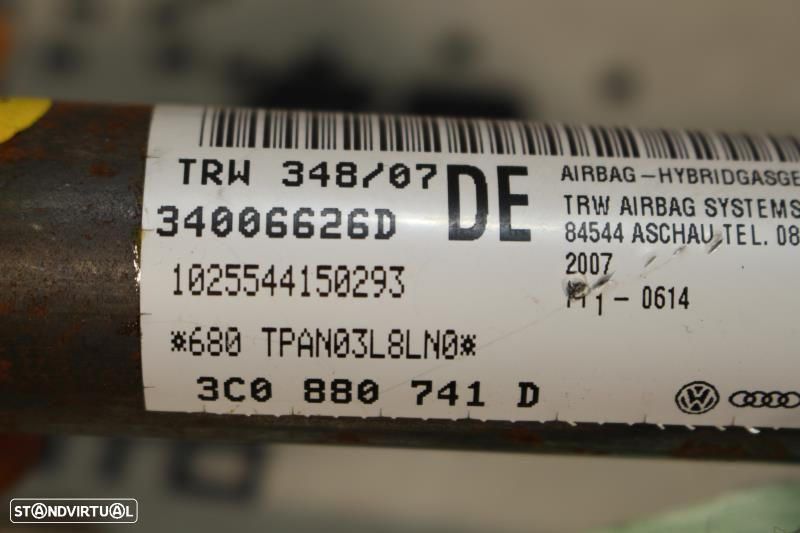 TRW 348/07
34006626D
DE
1025544150293
*680 TPAN03L8LN0*
3C0 880 741 D
AIRBAG-HYBRIDGASGE
TRW AIRBAG SYSTEMS
84544 ASCHAU TEL. 08
2007
- 0614
STANDVIRTUAL